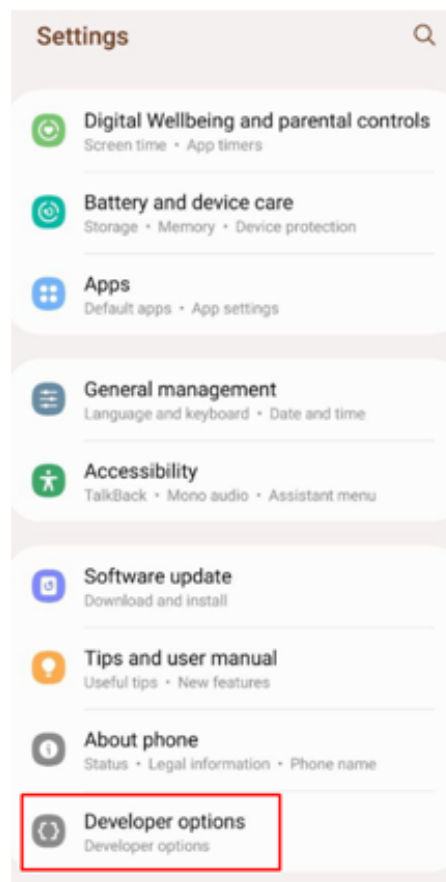 Settings
Digital Wellbeing and parental controls
Screen time • App timers
Battery and device care
Storage • Memory • Device protection
Apps
Default apps • App settings
General management
Language and keyboard • Date and time
Accessibility
TalkBack • Mono audio • Assistant menu
Software update
Download and install
Tips and user manual
Useful tips • New features
About phone
Status • Legal information • Phone name
Developer options
Developer options